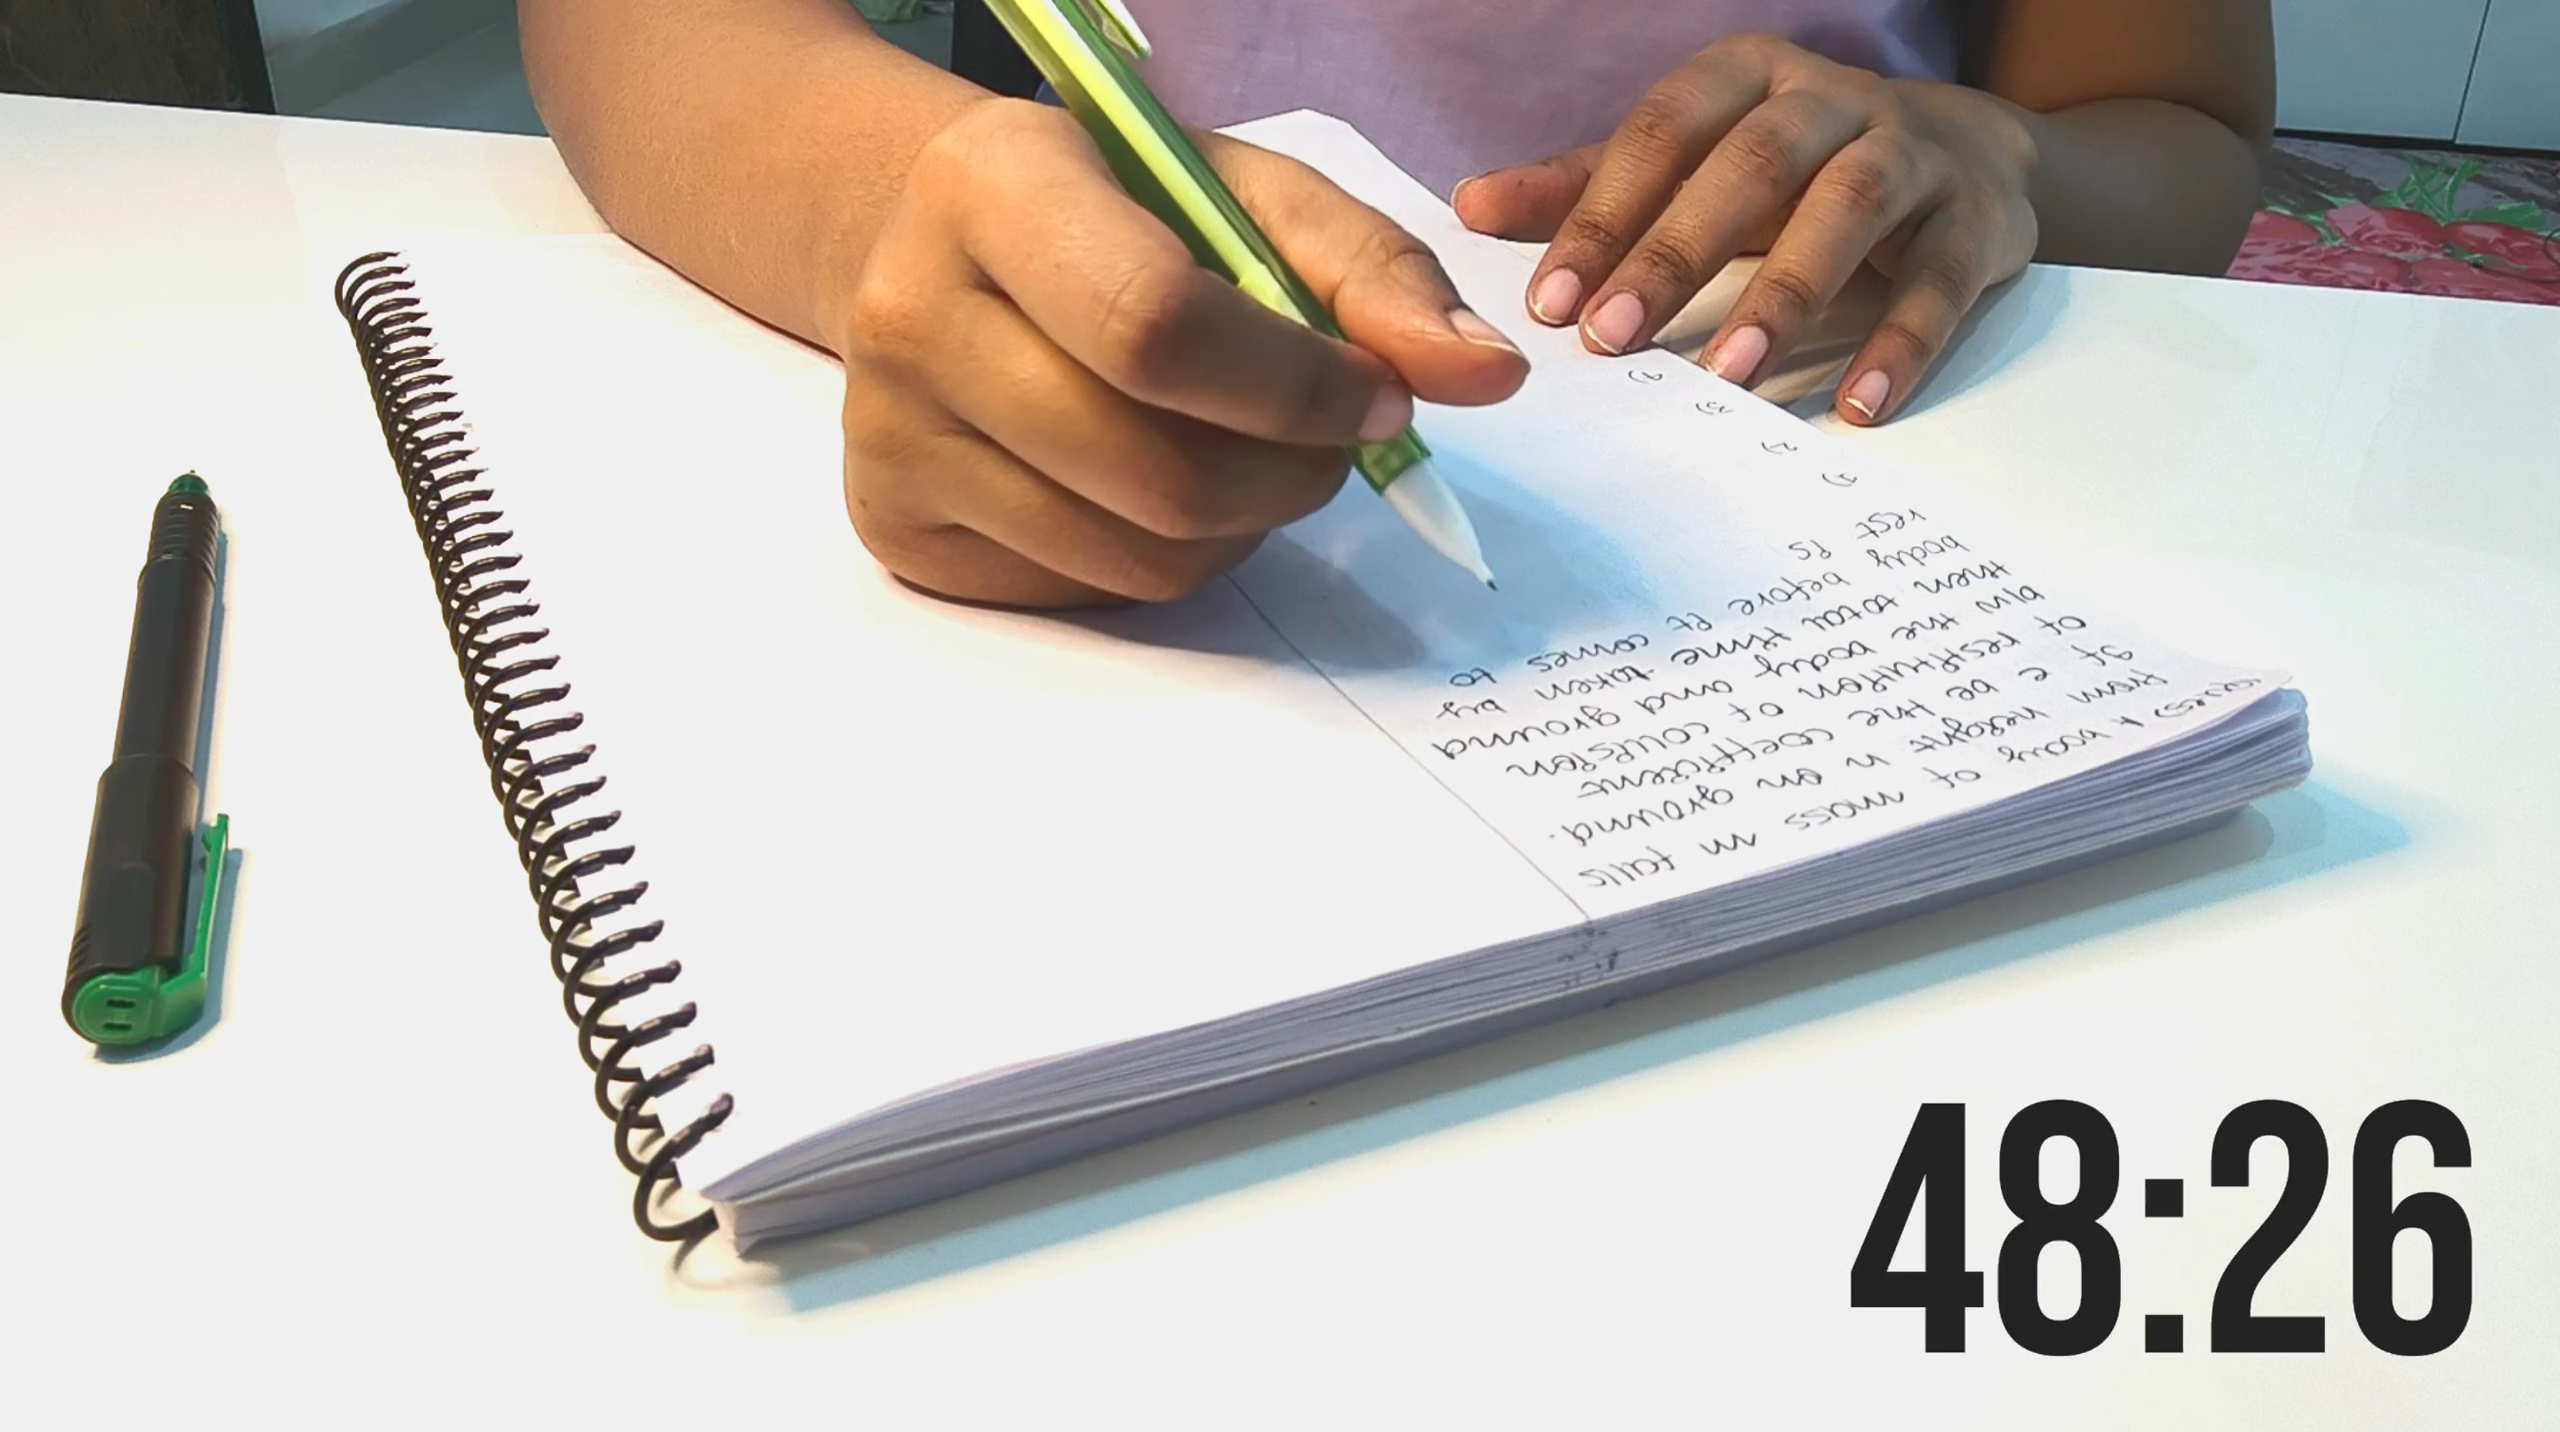 Ques) A body of mass m falls
from height h on ground.
If e be the coefficient
of restitution of collision
b/w the body and ground
then total time taken by
body before it comes to
rest is
1)
2)
3)
4)
48:26